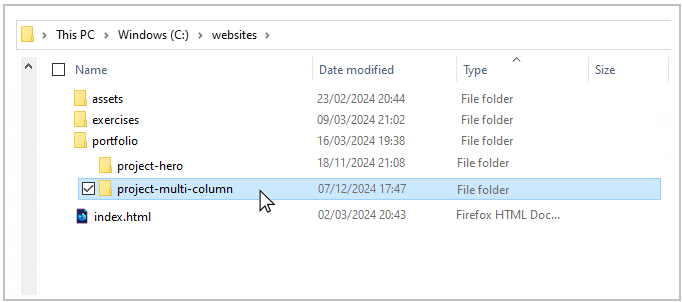 This PC > Windows (C:) > websites >
Name Date modified Type Size
assets 23/02/2024 20:44 File folder
exercises 09/03/2024 21:02 File folder
portfolio 16/03/2024 19:38 File folder
project-hero 18/11/2024 21:08 File folder
project-multi-column 07/12/2024 17:47 File folder
index.html 02/03/2024 20:43 Firefox HTML Doc...